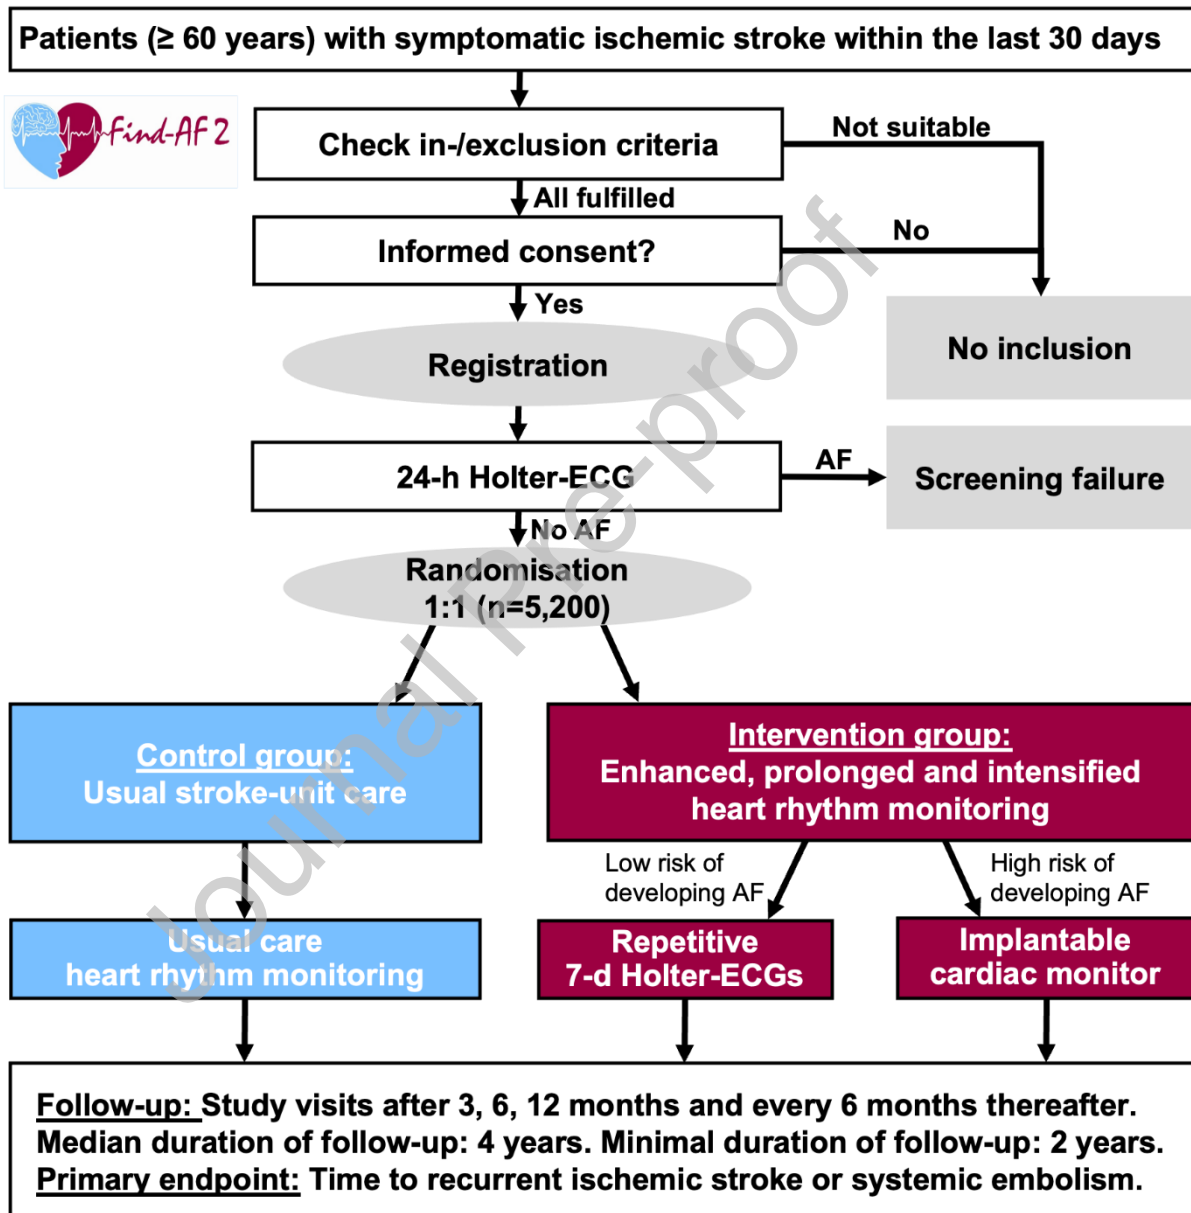 Patients (≥ 60 years) with symptomatic ischemic stroke within the last 30 days
Find-AF 2
Check in-/exclusion criteria
Not suitable
All fulfilled
Informed consent?
No
Yes
No inclusion
Registration
24-h Holter-ECG
AF
Screening failure
No AF
Randomisation
1:1 (n=5,200)
Control group:
Usual stroke-unit care
Intervention group:
Enhanced, prolonged and intensified
heart rhythm monitoring
Low risk of
developing AF
High risk of
developing AF
Usual care
heart rhythm monitoring
Repetitive
7-d Holter-ECGs
Implantable
cardiac monitor
Follow-up: Study visits after 3, 6, 12 months and every 6 months thereafter.
Median duration of follow-up: 4 years. Minimal duration of follow-up: 2 years.
Primary endpoint: Time to recurrent ischemic stroke or systemic embolism.
Journal Pre-proof